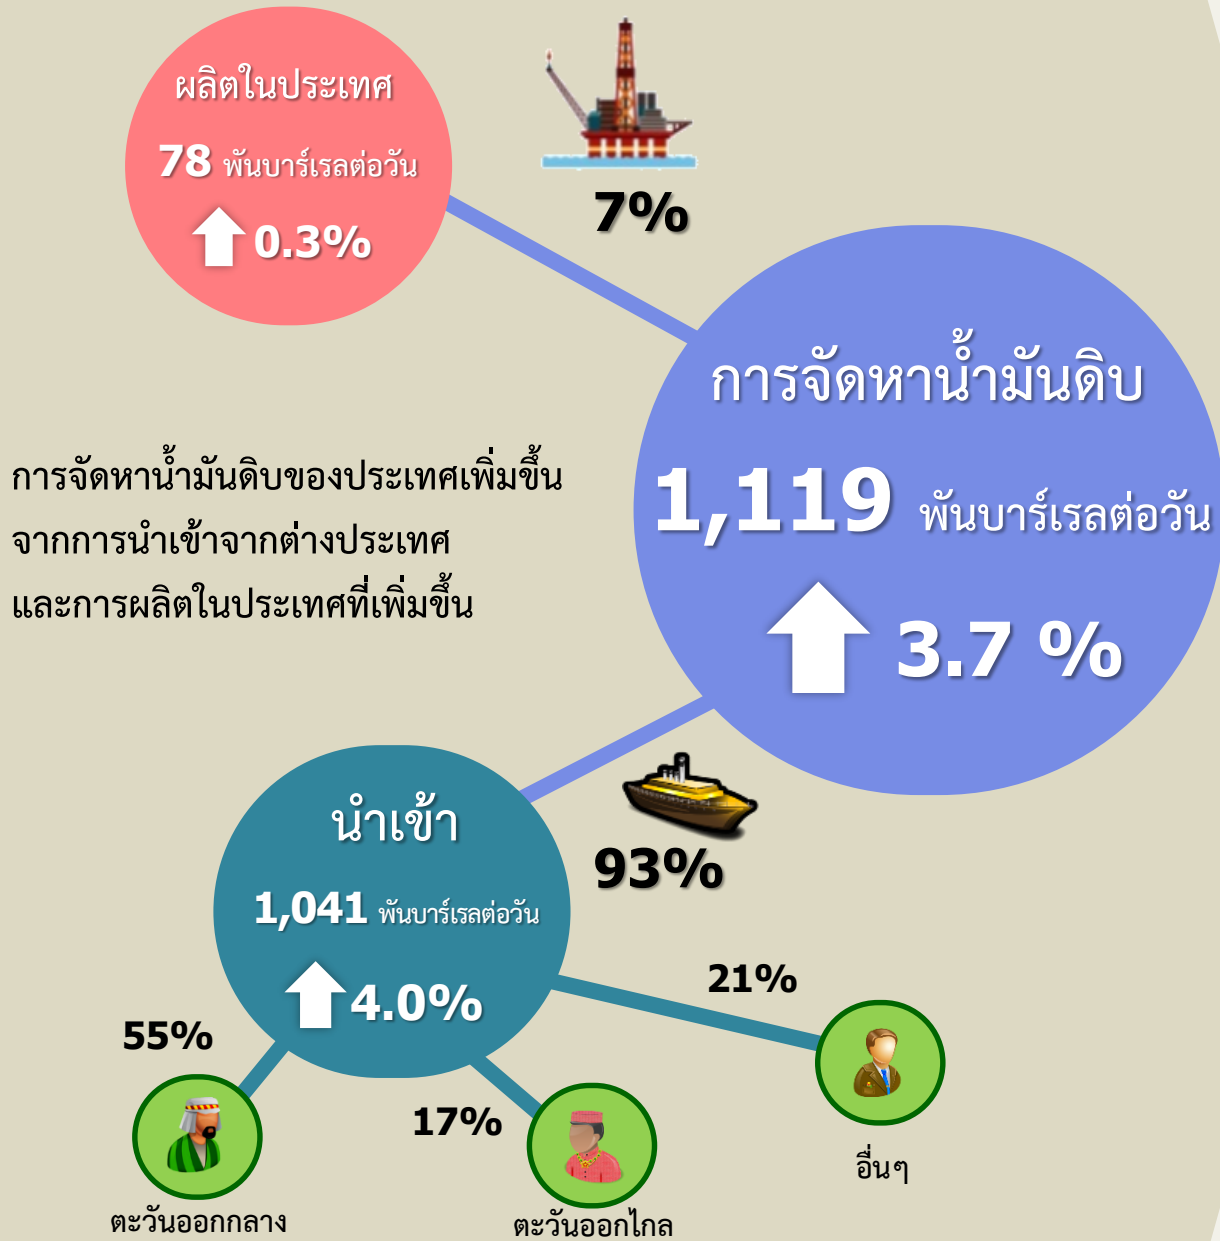 ผลิตในประเทศ
78 พันบาร์เรลต่อวัน
0.3%
7%
การจัดหาน้ำมันดิบ
1,119 พันบาร์เรลต่อวัน
3.7 %
การจัดหาน้ำมันดิบของประเทศเพิ่มขึ้น
จากการนำเข้าจากต่างประเทศ
และการผลิตในประเทศที่เพิ่มขึ้น
93%
นำเข้า
1,041 พันบาร์เรลต่อวัน
4.0%
55%
ตะวันออกกลาง
17%
ตะวันออกไกล
21%
อื่นๆ